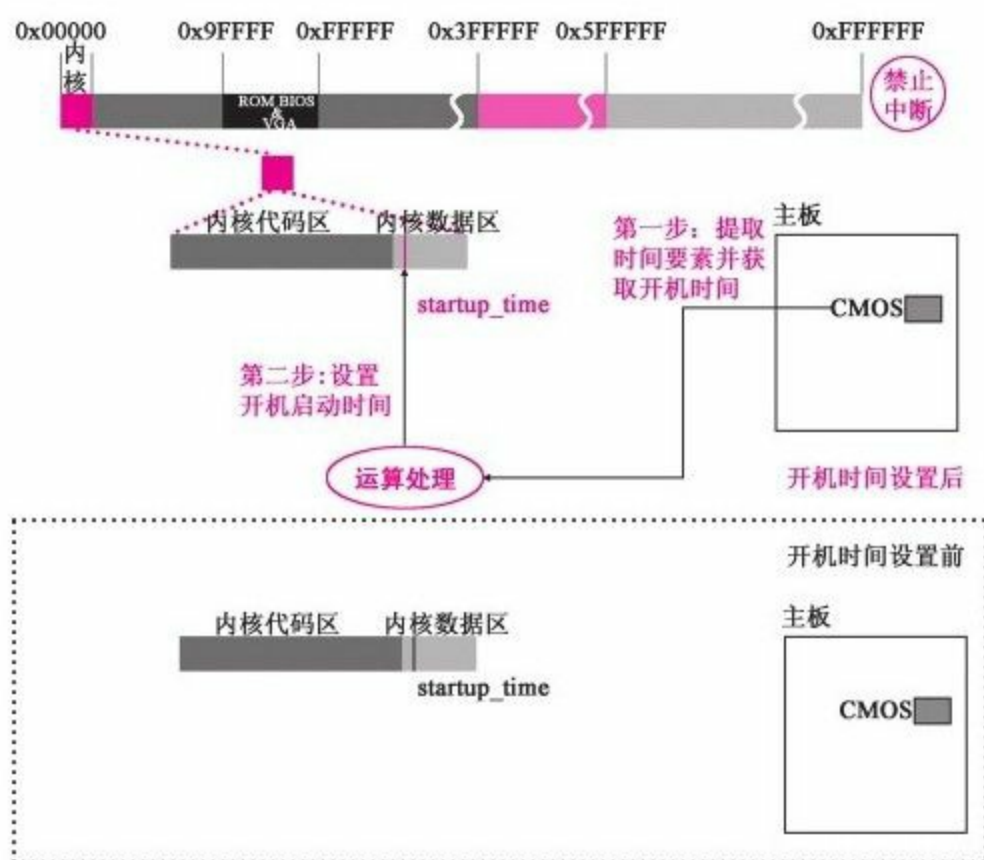 0x00000 0x9FFFF 0xFFFFF 0x3FFFFF 0x5FFFFF 0xFFFFFF
内
核
ROM BIOS
&
VGA
禁止
中断
内核代码区 内核数据区
startup_time
第一步：提取
时间要素并获
取开机时间
主板
CMOS
第二步:设置
开机启动时间
运算处理
开机时间设置后
开机时间设置前
内核代码区 内核数据区
startup_time
主板
CMOS